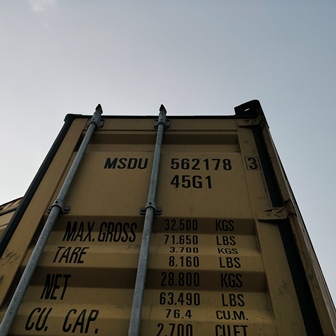 MSDU 562178 3
45G1
MAX.GROSS 32.500 KGS
71.650 LBS
TARE 3.700 KGS
8.160 LBS
NET 28.800 KGS
63.490 LBS
CU. CAP. 76.4 CU.M.
2.700 CU.FT.